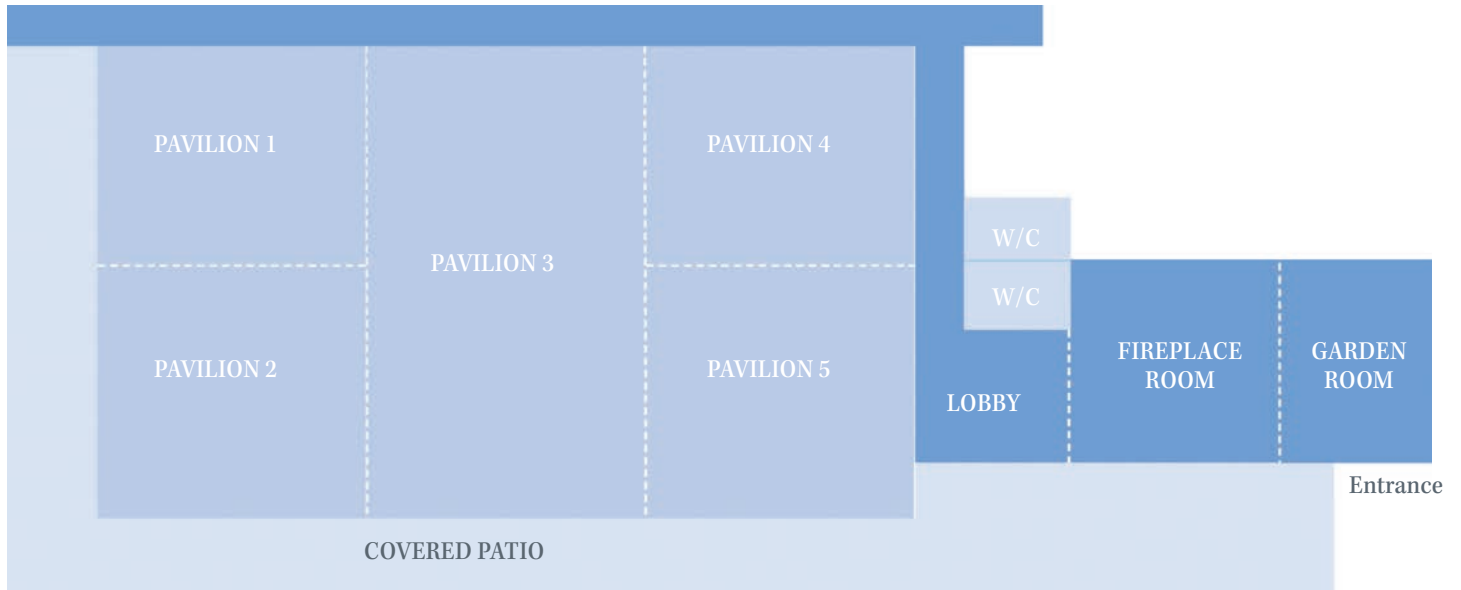 PAVILION 1
PAVILION 4
PAVILION 3
PAVILION 2
PAVILION 5
W/C
W/C
LOBBY
FIREPLACE
ROOM
GARDEN
ROOM
Entrance
COVERED PATIO